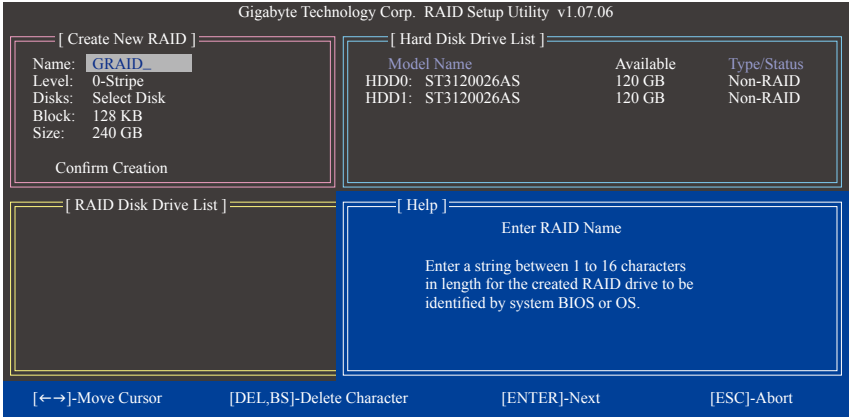 Gigabyte Technology Corp. RAID Setup Utility v1.07.06
[ Create New RAID ]
Name: GRAID_
Level: 0-Stripe
Disks: Select Disk
Block: 128 KB
Size: 240 GB
Confirm Creation
[ Hard Disk Drive List ]
Model Name Available Type/Status
HDD0: ST3120026AS 120 GB Non-RAID
HDD1: ST3120026AS 120 GB Non-RAID
[ RAID Disk Drive List ]
[ Help ]
Enter RAID Name
Enter a string between 1 to 16 characters
in length for the created RAID drive to be
identified by system BIOS or OS.
[←→]-Move Cursor [DEL,BS]-Delete Character [ENTER]-Next [ESC]-Abort